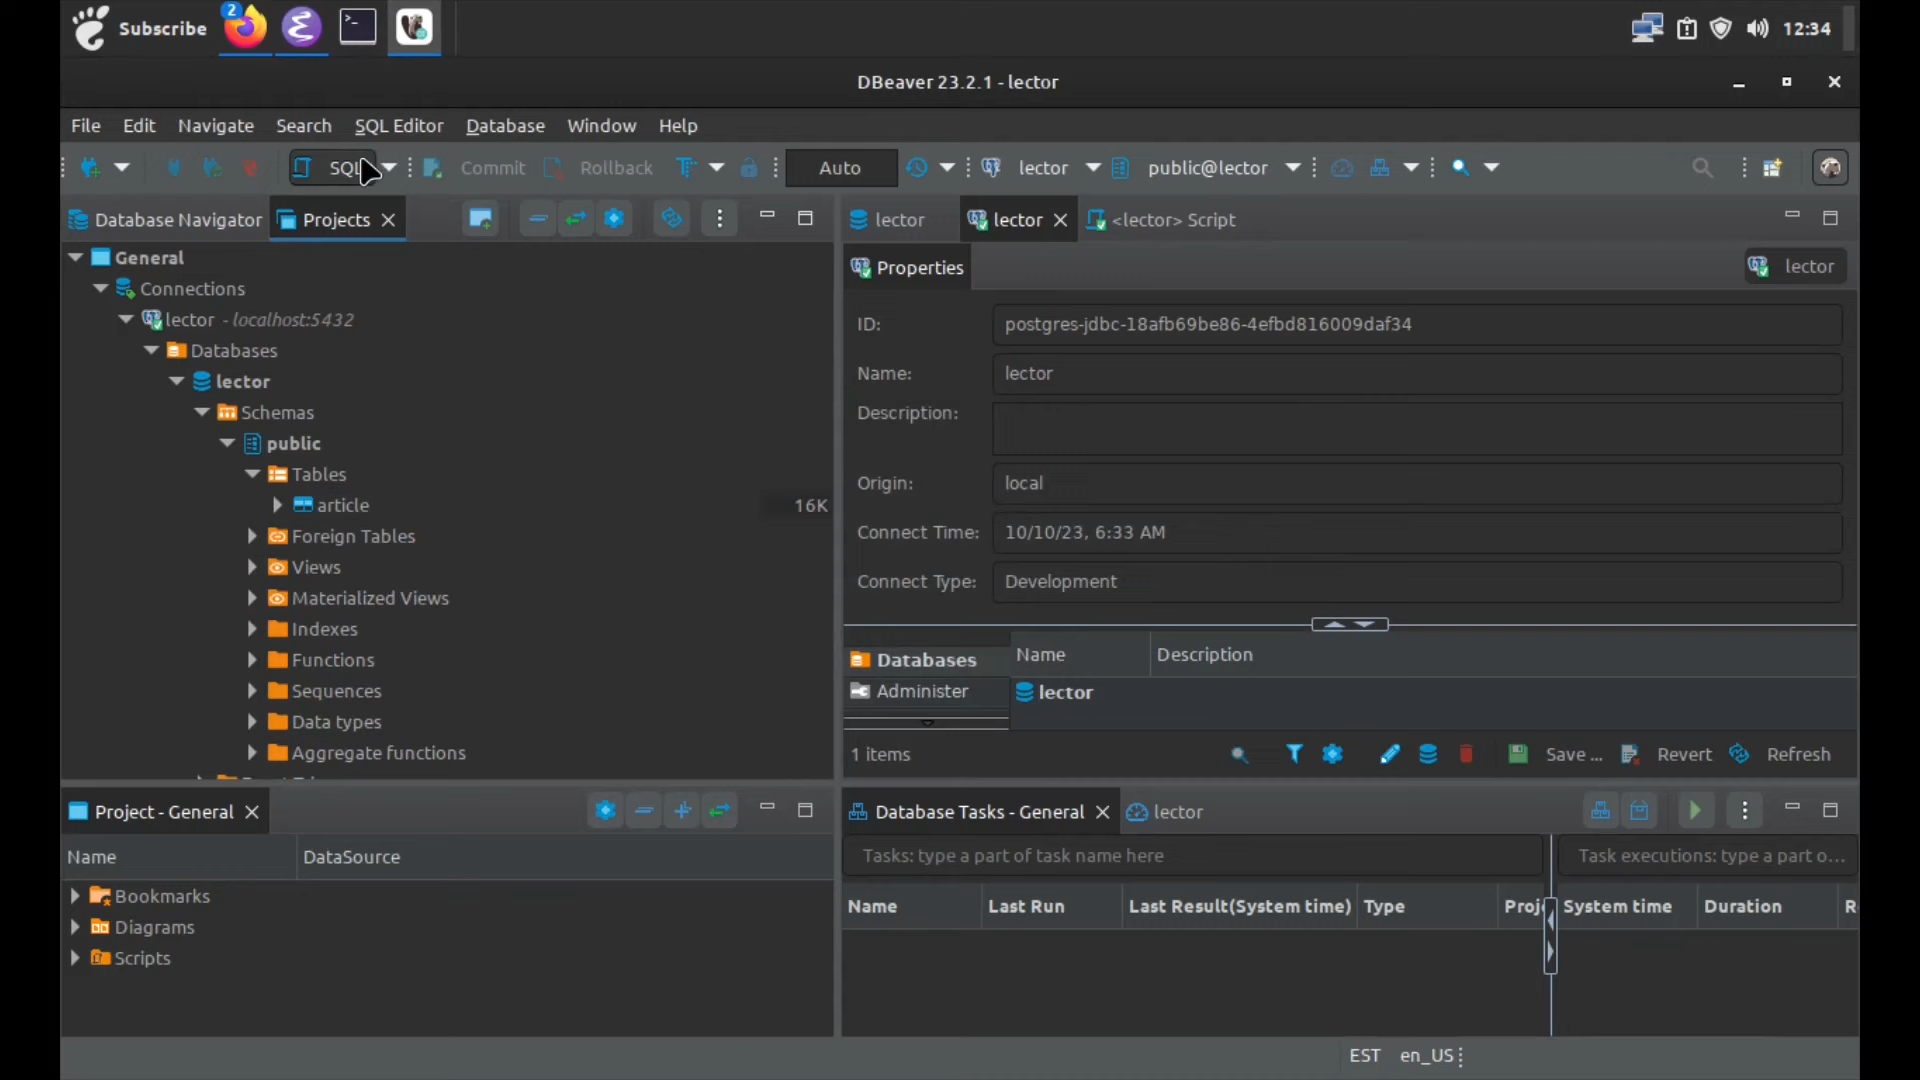 2
Subscribe
12:34
DBeaver 23.2.1 - lector
File Edit Navigate Search SQL Editor Database Window Help
SQL Commit Rollback Auto lector public@lector
Database Navigator Projects
General
Connections
lector - localhost:5432
Databases
lector
Schemas
public
Tables
article 16K
Foreign Tables
Views
Materialized Views
Indexes
Functions
Sequences
Data types
Aggregate functions
lector lector <lector> Script
Properties lector
ID: postgres-jdbc-18afb69be86-4efbd816009daf34
Name: lector
Description:
Origin: local
Connect Time: 10/10/23, 6:33 AM
Connect Type: Development
Databases Name Description
Administer lector
1 items Save ... Revert Refresh
Project - General
Name DataSource
Bookmarks
Diagrams
Scripts
Database Tasks - General lector
Tasks: type a part of task name here Task executions: type a part o...
Name Last Run Last Result(System time) Type Proj System time Duration R
EST en_US